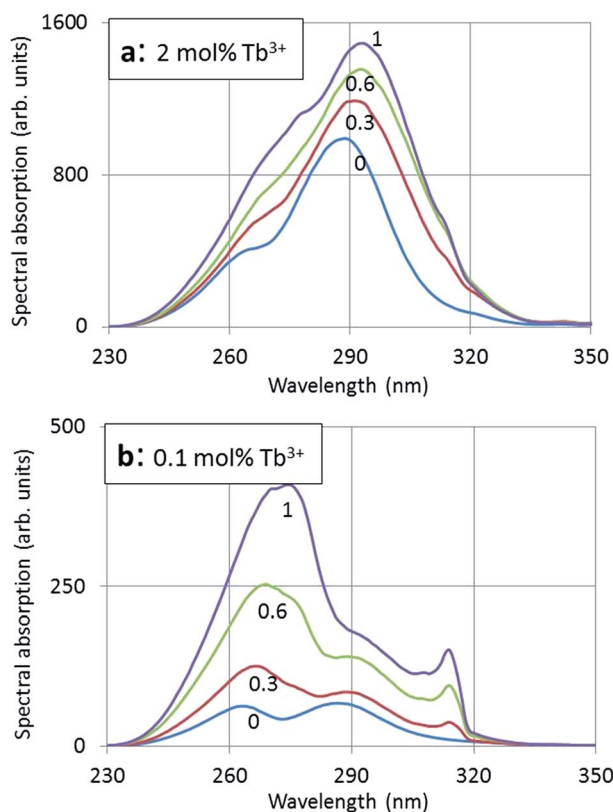 1600
a: 2 mol% Tb³⁺
1
0.6
0.3
0
800
0
Spectral absorption (arb. units)
230 260 290 320 350
Wavelength (nm)
500
b: 0.1 mol% Tb³⁺
1
0.6
0.3
0
250
0
Spectral absorption (arb. units)
230 260 290 320 350
Wavelength (nm)